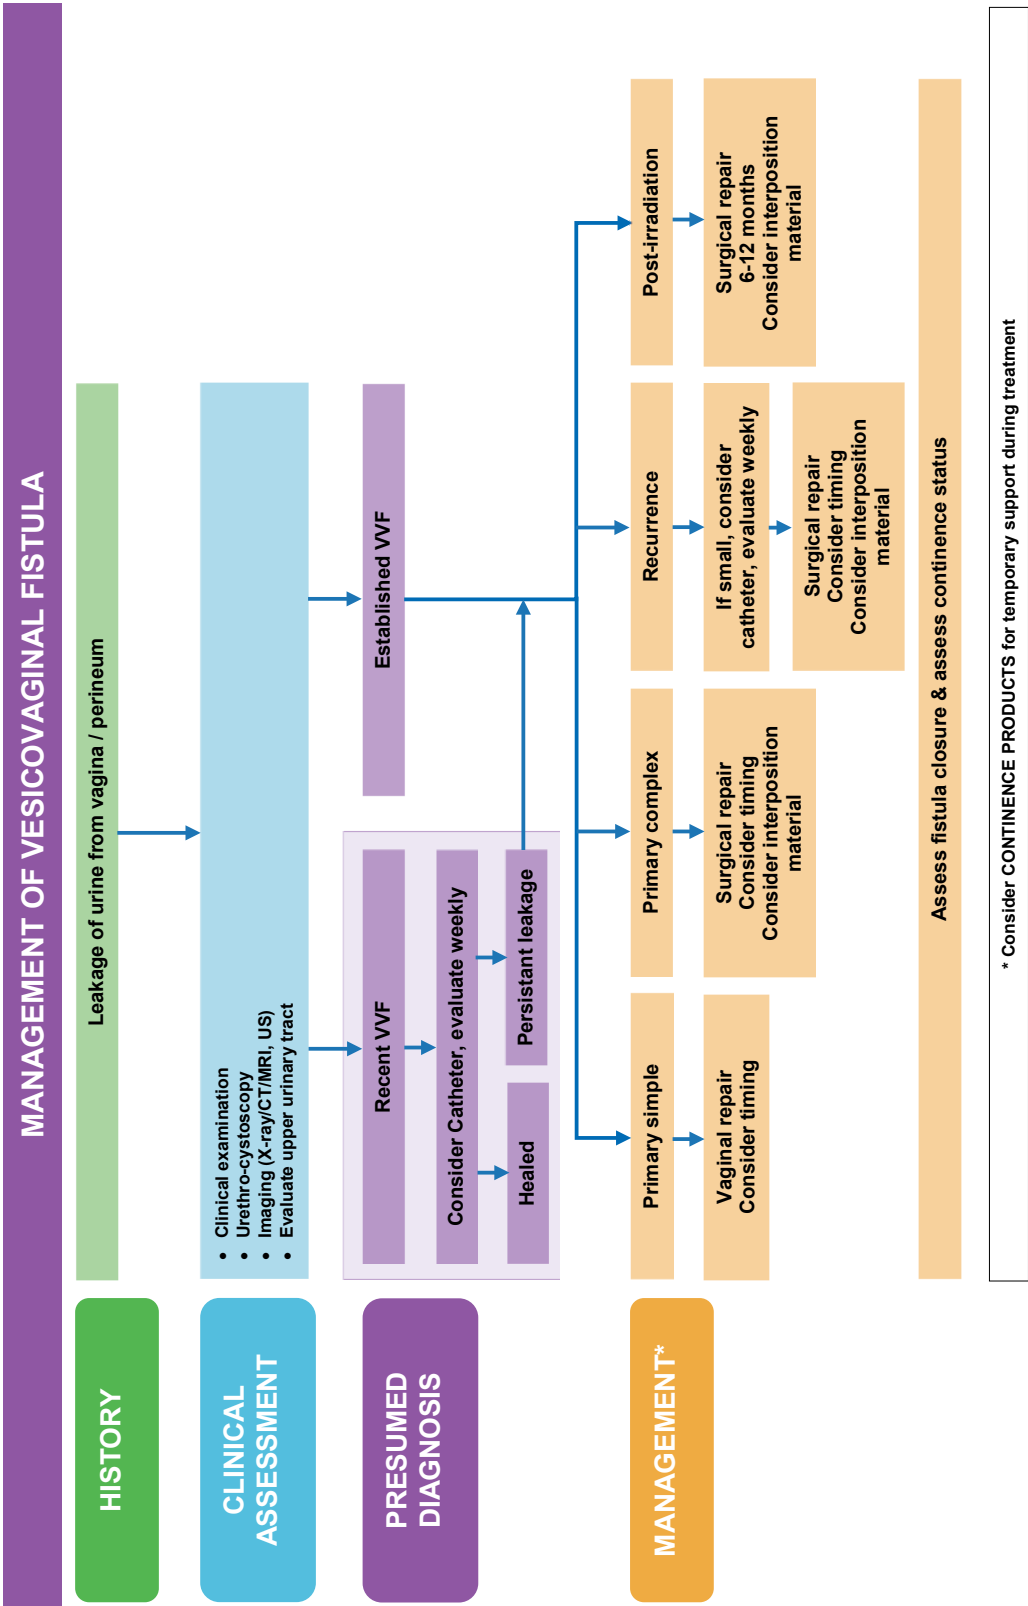 MANAGEMENT OF VESICOVAGINAL FISTULA
HISTORY
Leakage of urine from vagina / perineum
CLINICAL
ASSESSMENT
• Clinical examination
• Urethro-cystoscopy
• Imaging (X-ray/CT/MRI, US)
• Evaluate upper urinary tract
PRESUMED
DIAGNOSIS
Recent VVF
Consider Catheter, evaluate weekly
Healed
Persistant leakage
Established VVF
MANAGEMENT*
Primary simple
Vaginal repair
Consider timing
Primary complex
Surgical repair
Consider timing
Consider interposition
material
Recurrence
If small, consider
catheter, evaluate weekly
Surgical repair
Consider timing
Consider interposition
material
Post-irradiation
Surgical repair
6-12 months
Consider interposition
material
Assess fistula closure & assess continence status
* Consider CONTINENCE PRODUCTS for temporary support during treatment